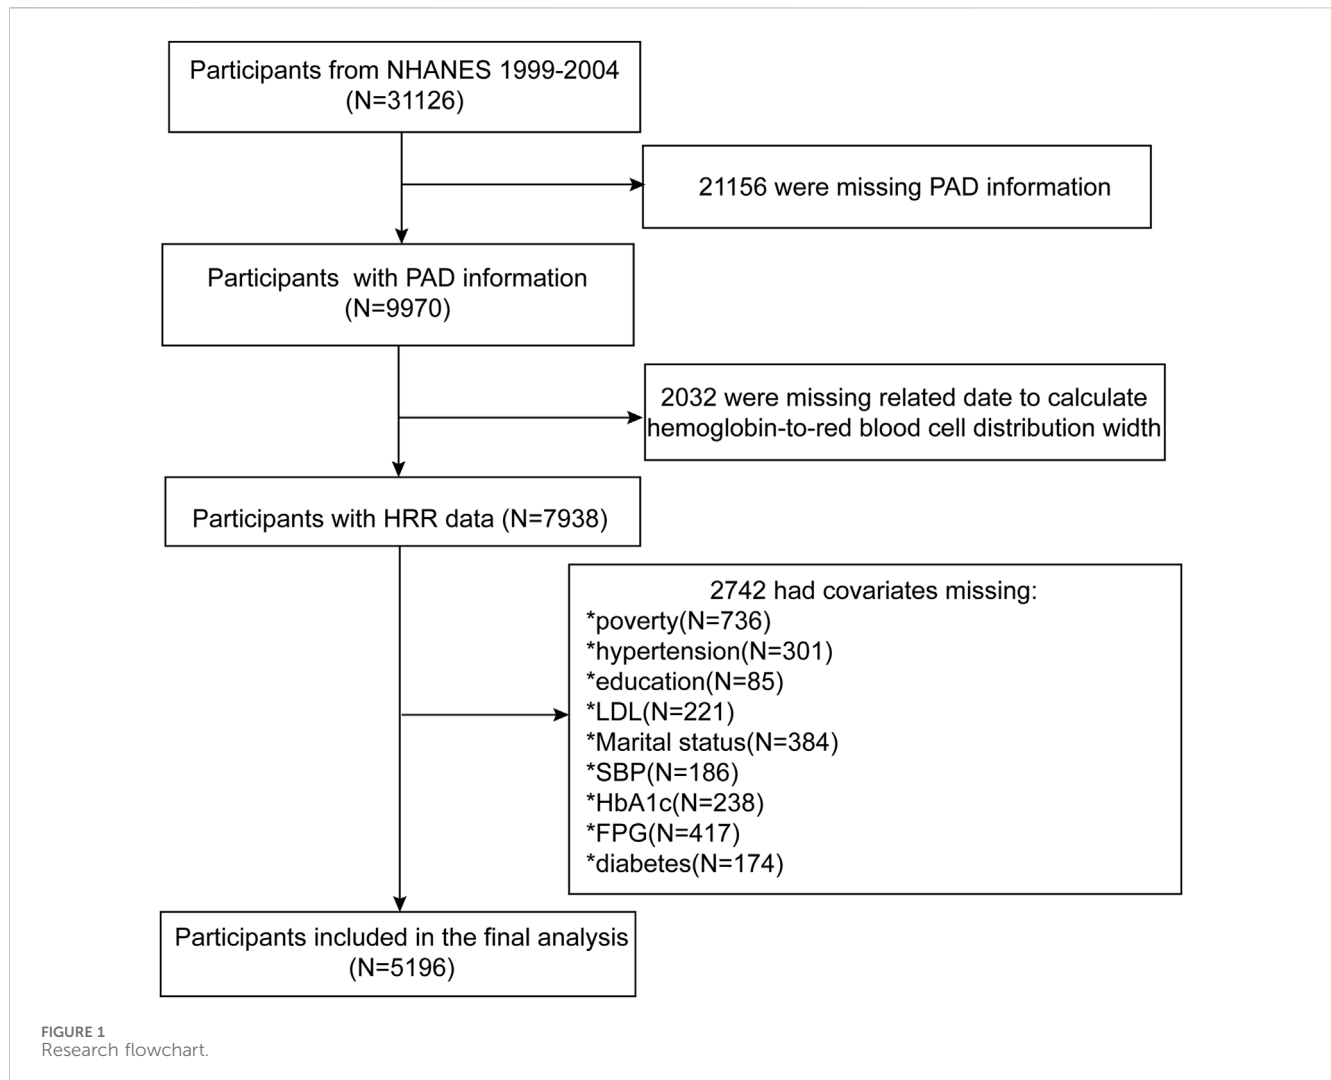 Participants from NHANES 1999-2004
(N=31126)
21156 were missing PAD information
Participants with PAD information
(N=9970)
2032 were missing related date to calculate
hemoglobin-to-red blood cell distribution width
Participants with HRR data (N=7938)
2742 had covariates missing:
*poverty(N=736)
*hypertension(N=301)
*education(N=85)
*LDL(N=221)
*Marital status(N=384)
*SBP(N=186)
*HbA1c(N=238)
*FPG(N=417)
*diabetes(N=174)
Participants included in the final analysis
(N=5196)
FIGURE 1
Research flowchart.